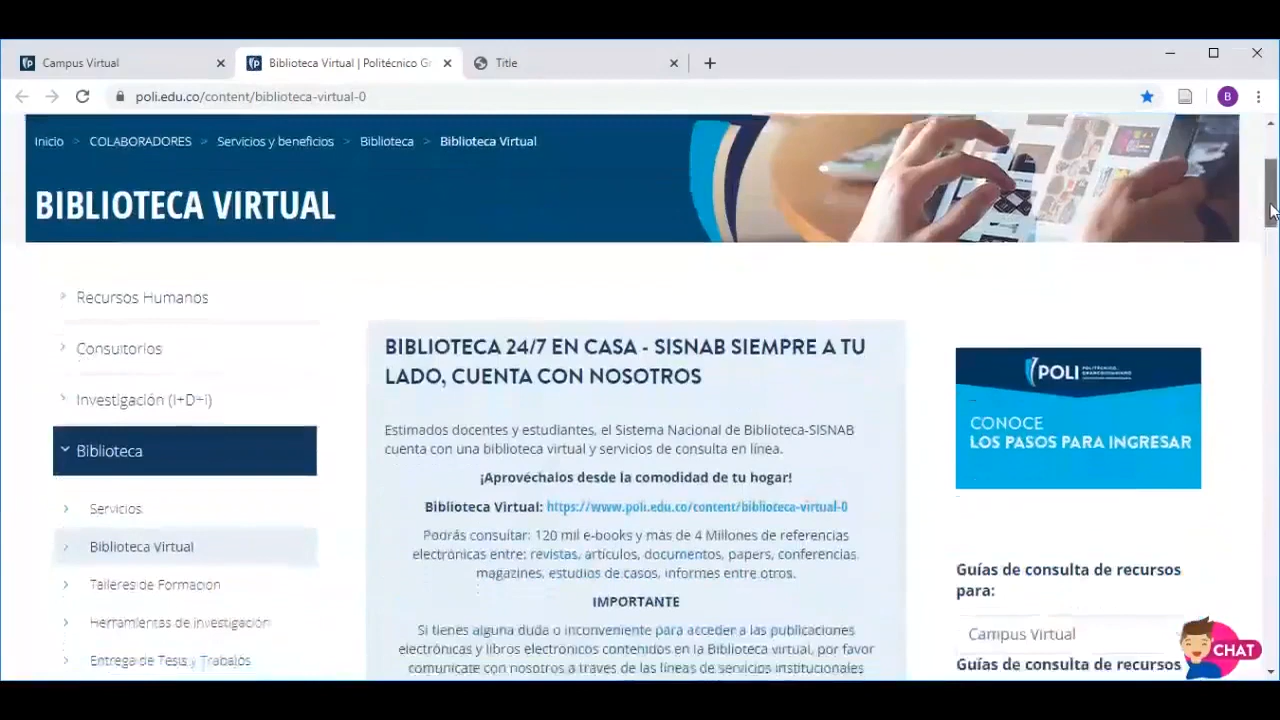 Campus Virtual
Biblioteca Virtual | Politécnico Gr
Title
poli.edu.co/content/biblioteca-virtual-0
B
Inicio > COLABORADORES > Servicios y beneficios > Biblioteca > Biblioteca Virtual
BIBLIOTECA VIRTUAL
Recursos Humanos
Consultorios
Investigación (I+D+i)
Biblioteca
Servicios
Biblioteca Virtual
Talleres de Formación
Herramientas de investigación
Entrega de Tesis y Trabajos
BIBLIOTECA 24/7 EN CASA - SISNAB SIEMPRE A TU
LADO, CUENTA CON NOSOTROS
Estimados docentes y estudiantes, el Sistema Nacional de Biblioteca-SISNAB
cuenta con una biblioteca virtual y servicios de consulta en línea.
¡Aprovéchalos desde la comodidad de tu hogar!
Biblioteca Virtual: https://www.poli.edu.co/content/biblioteca-virtual-0
Podrás consultar: 120 mil e-books y más de 4 Millones de referencias
electrónicas entre: revistas, artículos, documentos, papers, conferencias,
magazines, estudios de casos, informes entre otros.
IMPORTANTE
Si tienes alguna duda o inconveniente para acceder a las publicaciones
electrónicas y libros electrónicos contenidos en la Biblioteca virtual, por favor
comunícate con nosotros a través de las líneas de servicios institucionales
POLI
CONOCE
LOS PASOS PARA INGRESAR
Guías de consulta de recursos
para:
Campus Virtual
Guías de consulta de recursos
CHAT